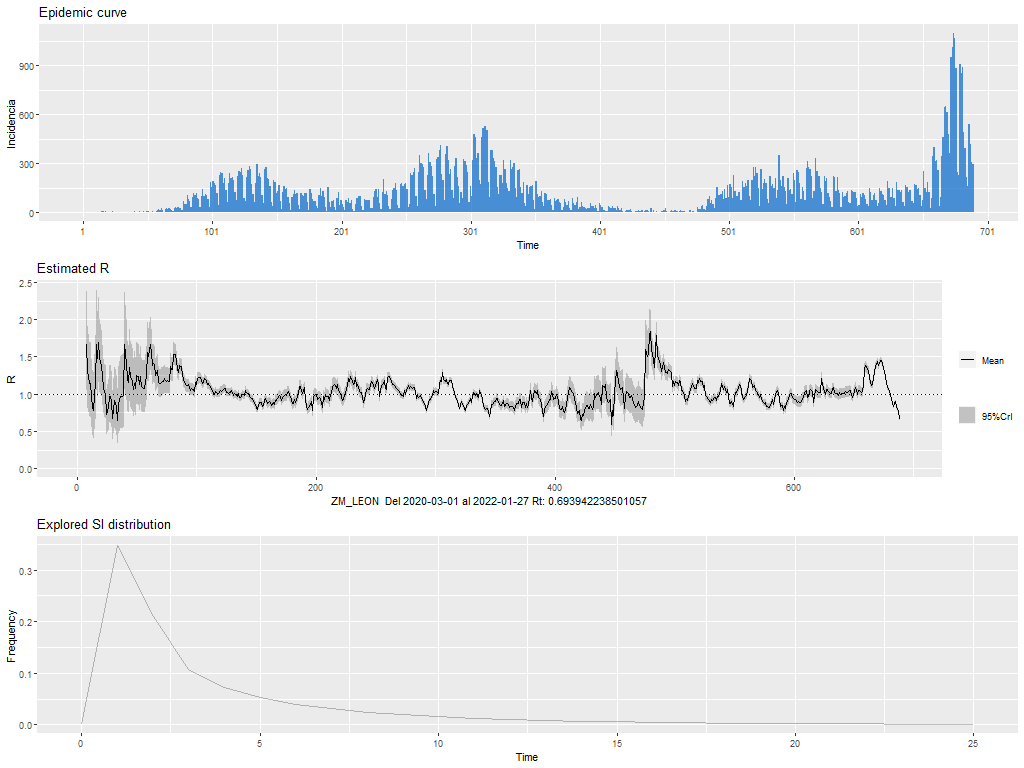 Epidemic curve
Incidencia
900
600
300
0
1
101
201
301
401
501
601
701
Time
Estimated R
R
2.5
2.0
1.5
1.0
0.5
0.0
0
200
400
600
ZM_LEON Del 2020-03-01 al 2022-01-27 Rt: 0.693942238501057
Mean
95%CrI
Explored SI distribution
Frequency
0.3
0.2
0.1
0.0
0
5
10
15
20
25
Time